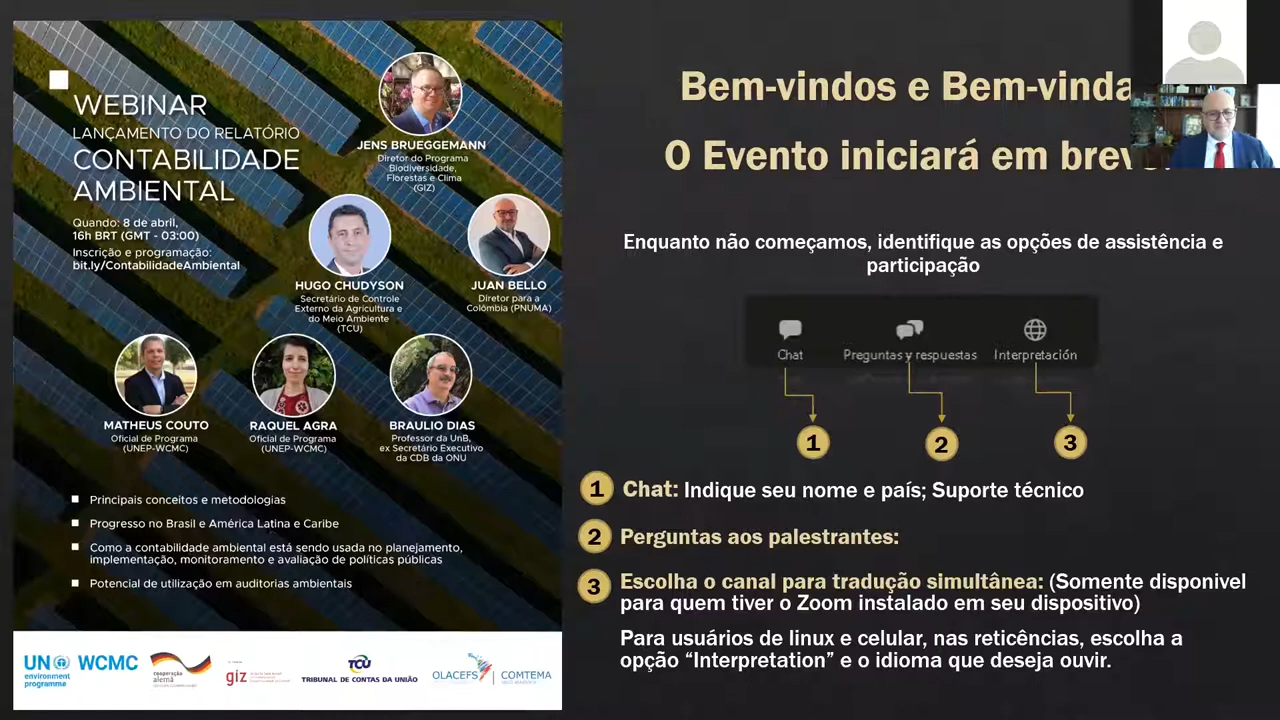 WEBINAR
LANÇAMENTO DO RELATÓRIO
CONTABILIDADE
AMBIENTAL
Quando: 8 de abril,
16h BRT (GMT - 03:00)
Inscrição e programação:
bit.ly/ContabilidadeAmbiental
JENS BRUEGGEMANN
Diretor do Programa
Biodiversidade,
Florestas e Clima
(GIZ)
HUGO CHUDYSON
Secretário de Controle
Externo da Agricultura e
do Meio Ambiente
(TCU)
JUAN BELLO
Diretor para a
Colômbia (PNUMA)
MATHEUS COUTO
Oficial de Programa
(UNEP-WCMC)
RAQUEL AGRA
Oficial de Programa
(UNEP-WCMC)
BRAULIO DIAS
Professor da UnB,
ex Secretário Executivo
da CDB da ONU
Principais conceitos e metodologias
Progresso no Brasil e América Latina e Caribe
Como a contabilidade ambiental está sendo usada no planejamento,
implementação, monitoramento e avaliação de políticas públicas
Potencial de utilização em auditorias ambientais
UN WCMC
environment
programme
cooperação
alemã
giz
TCU
TRIBUNAL DE CONTAS DA UNIÃO
OLACEFS
COMTEMA
Bem-vindos e Bem-vinda
O Evento iniciará em brev
Enquanto não começamos, identifique as opções de assistência e
participação
Chat
Preguntas y respuestas
Interpretación
1
2
3
1 Chat: Indique seu nome e país; Suporte técnico
2 Perguntas aos palestrantes:
3 Escolha o canal para tradução simultânea: (Somente disponivel
para quem tiver o Zoom instalado em seu dispositivo)
Para usuários de linux e celular, nas reticências, escolha a
opção “Interpretation” e o idioma que deseja ouvir.